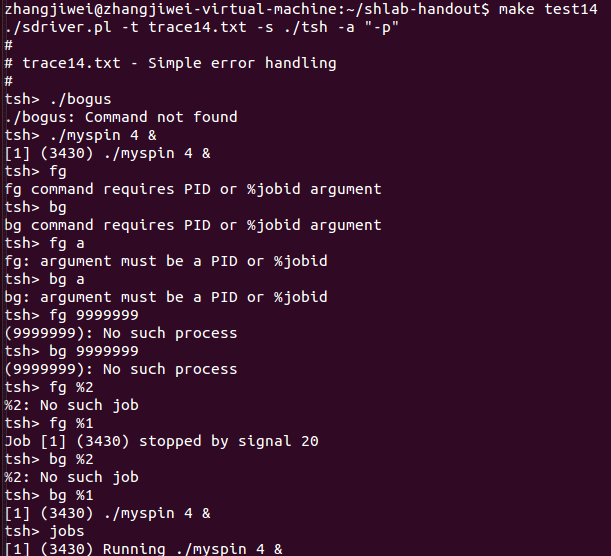 zhangjiwei@zhangjiwei-virtual-machine:~/shlab-handout$ make test14
./sdriver.pl -t trace14.txt -s ./tsh -a "-p"
#
# trace14.txt - Simple error handling
#
tsh> ./bogus
./bogus: Command not found
tsh> ./myspin 4 &
[1] (3430) ./myspin 4 &
tsh> fg
fg command requires PID or %jobid argument
tsh> bg
bg command requires PID or %jobid argument
tsh> fg a
fg: argument must be a PID or %jobid
tsh> bg a
bg: argument must be a PID or %jobid
tsh> fg 9999999
(9999999): No such process
tsh> bg 9999999
(9999999): No such process
tsh> fg %2
%2: No such job
tsh> fg %1
Job [1] (3430) stopped by signal 20
tsh> bg %2
%2: No such job
tsh> bg %1
[1] (3430) ./myspin 4 &
tsh> jobs
[1] (3430) Running ./myspin 4 &